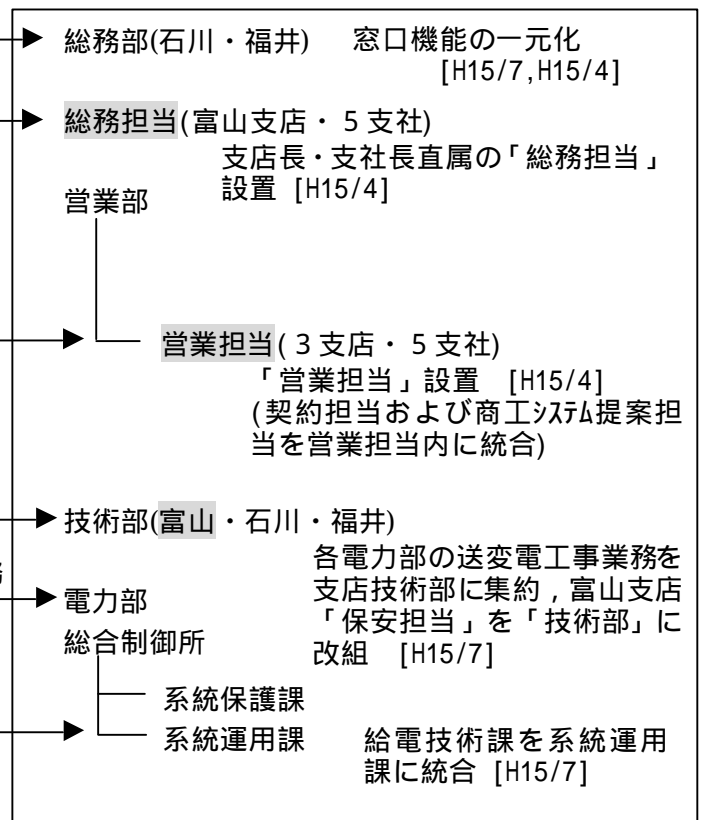 総務部(石川・福井) 窓口機能の一元化
[H15/7,H15/4]
総務担当(富山支店・5支社)
支店長・支社長直属の「総務担当」
設置 [H15/4]
営業部
営業担当(3支店・5支社)
「営業担当」設置 [H15/4]
(契約担当および商工ｼｽﾃﾑ提案担
当を営業担当内に統合)
技術部(富山・石川・福井)
各電力部の送変電工事業務を
支店技術部に集約，富山支店
「保安担当」を「技術部」に
改組 [H15/7]
電力部
総合制御所
系統保護課
系統運用課 給電技術課を系統運用
課に統合 [H15/7]